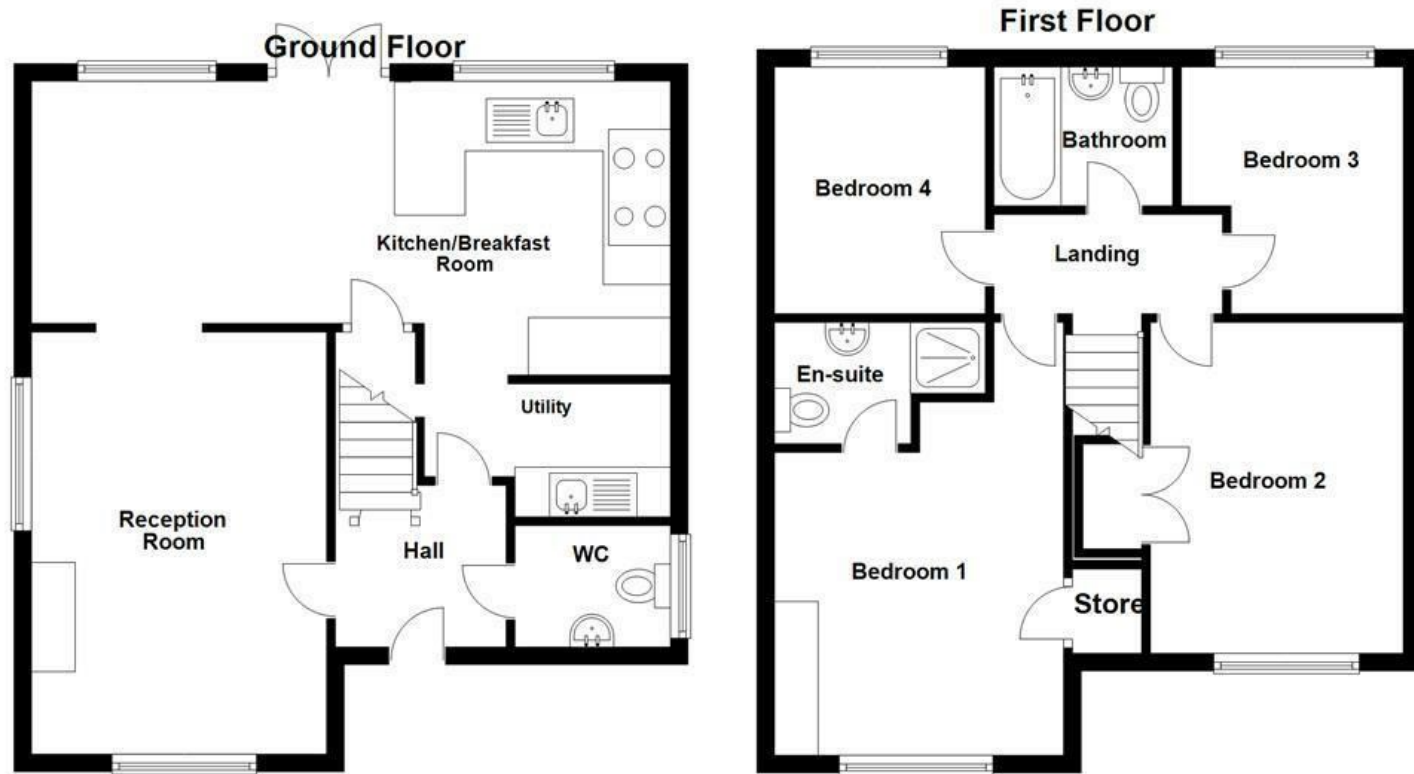 Ground Floor
Kitchen/Breakfast
Room
Utility
Reception
Room
Hall
WC
First Floor
Bedroom 4
Bathroom
Bedroom 3
Landing
En-suite
Bedroom 2
Bedroom 1
Store